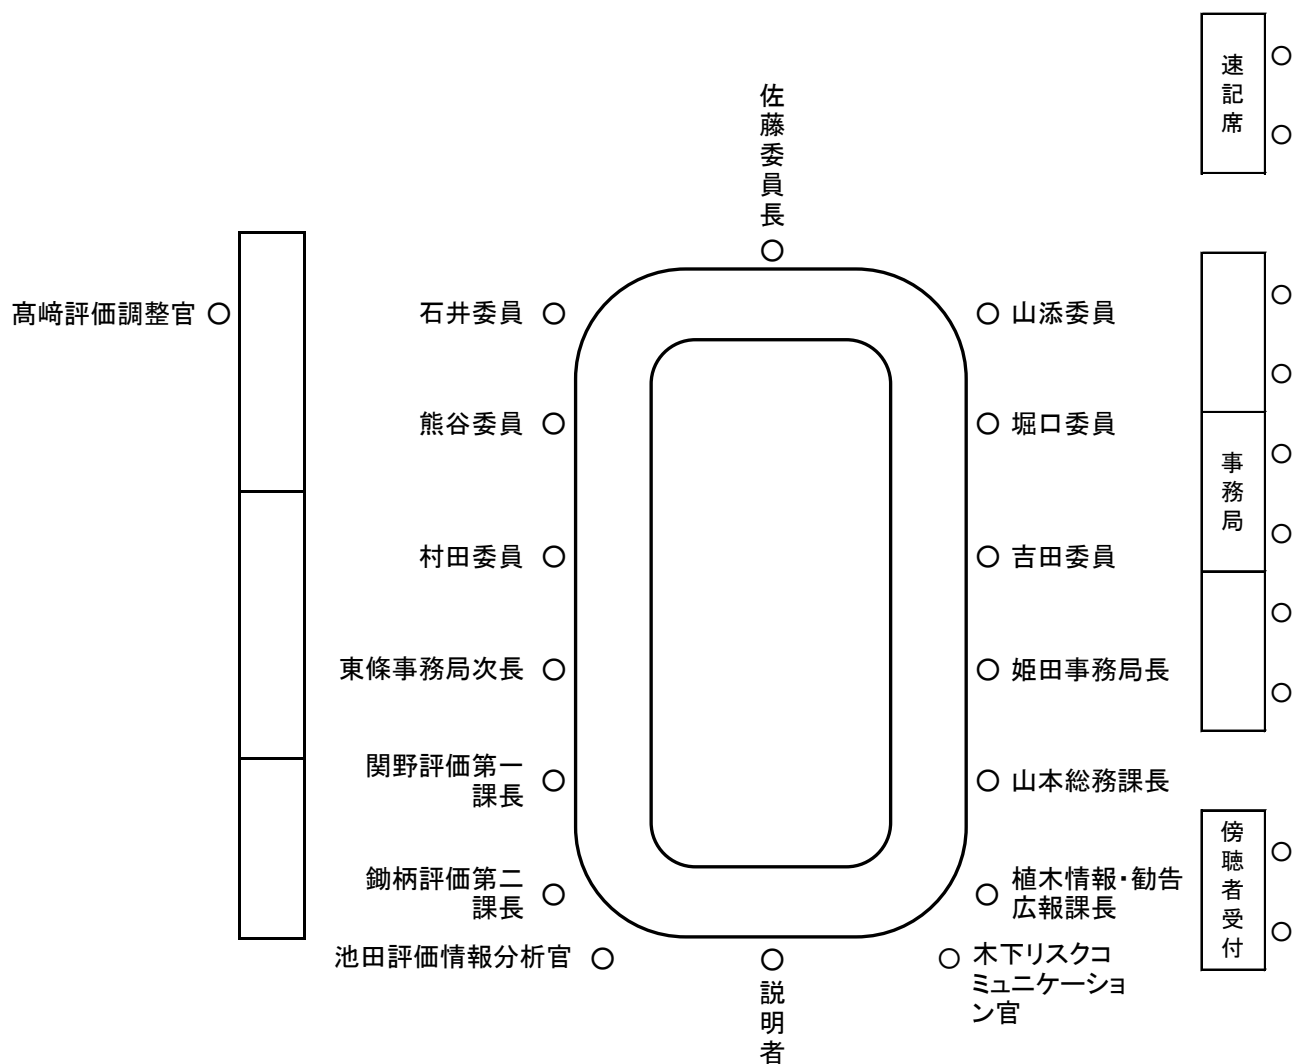 速記席
佐藤委員長
髙﨑評価調整官
石井委員
山添委員
熊谷委員
堀口委員
事務局
村田委員
吉田委員
東條事務局次長
姫田事務局長
関野評価第一
課長
山本総務課長
鋤柄評価第二
課長
植木情報・勧告
広報課長
傍聴者受付
池田評価情報分析官
説明者
木下リスクコ
ミュニケーショ
ン官